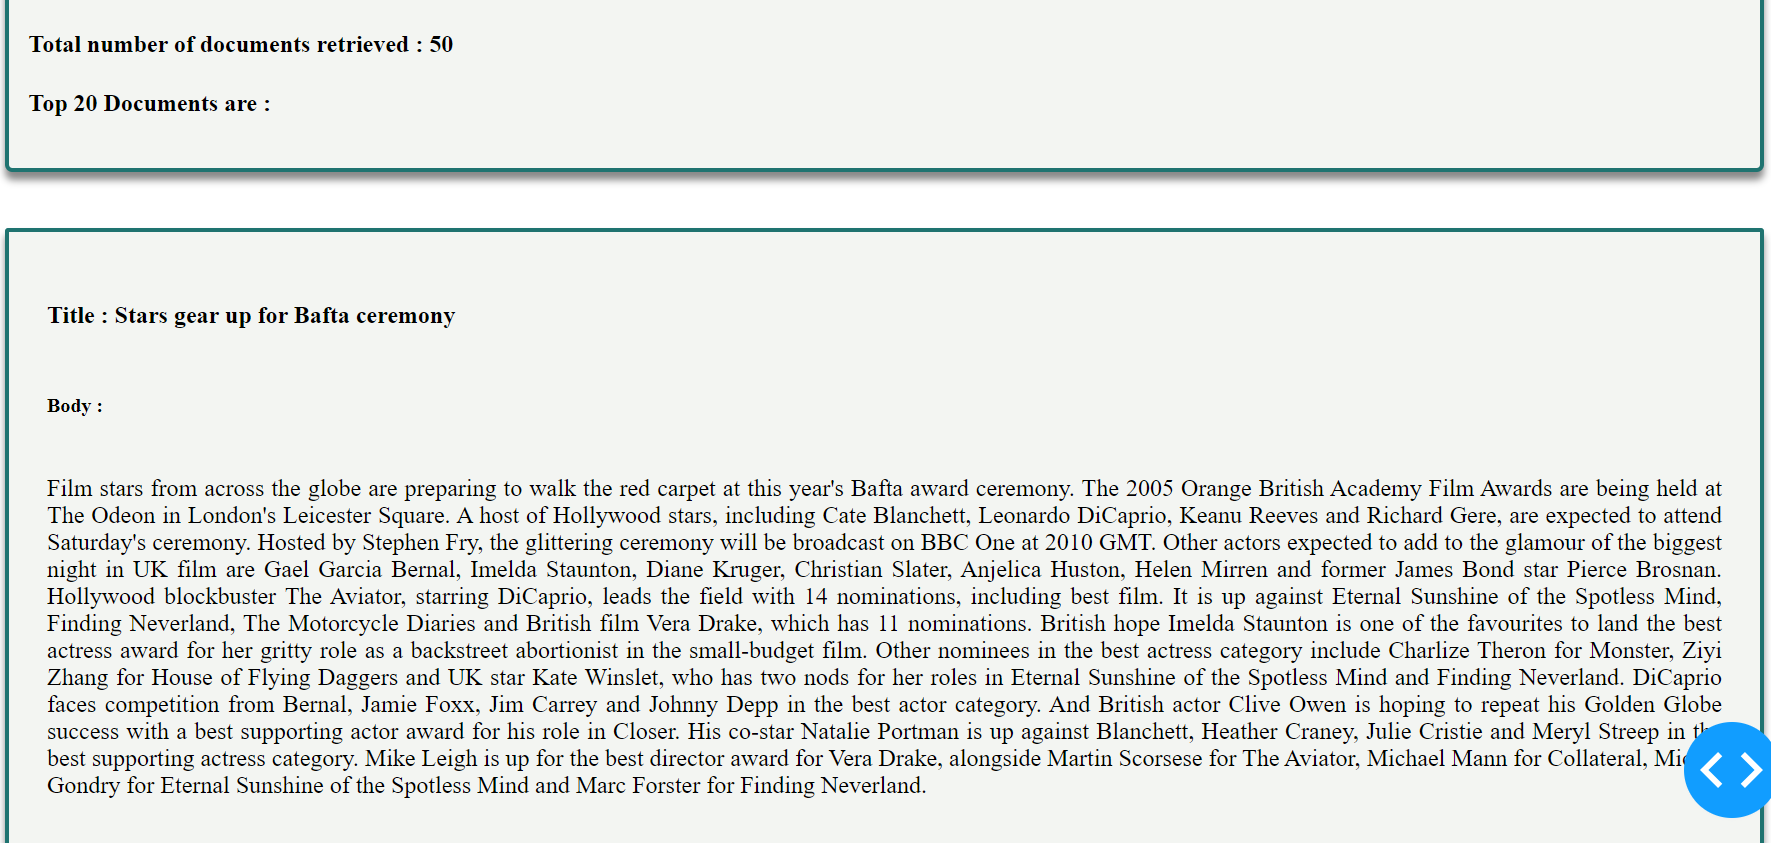 Total number of documents retrieved : 50
Top 20 Documents are :
Title : Stars gear up for Bafta ceremony
Body :
Film stars from across the globe are preparing to walk the red carpet at this year's Bafta award ceremony. The 2005 Orange British Academy Film Awards are being held at
The Odeon in London's Leicester Square. A host of Hollywood stars, including Cate Blanchett, Leonardo DiCaprio, Keanu Reeves and Richard Gere, are expected to attend
Saturday's ceremony. Hosted by Stephen Fry, the glittering ceremony will be broadcast on BBC One at 2010 GMT. Other actors expected to add to the glamour of the biggest
night in UK film are Gael Garcia Bernal, Imelda Staunton, Diane Kruger, Christian Slater, Anjelica Huston, Helen Mirren and former James Bond star Pierce Brosnan.
Hollywood blockbuster The Aviator, starring DiCaprio, leads the field with 14 nominations, including best film. It is up against Eternal Sunshine of the Spotless Mind,
Finding Neverland, The Motorcycle Diaries and British film Vera Drake, which has 11 nominations. British hope Imelda Staunton is one of the favourites to land the best
actress award for her gritty role as a backstreet abortionist in the small-budget film. Other nominees in the best actress category include Charlize Theron for Monster, Ziyi
Zhang for House of Flying Daggers and UK star Kate Winslet, who has two nods for her roles in Eternal Sunshine of the Spotless Mind and Finding Neverland. DiCaprio
faces competition from Bernal, Jamie Foxx, Jim Carrey and Johnny Depp in the best actor category. And British actor Clive Owen is hoping to repeat his Golden Globe
success with a best supporting actor award for his role in Closer. His co-star Natalie Portman is up against Blanchett, Heather Craney, Julie Cristie and Meryl Streep in
best supporting actress category. Mike Leigh is up for the best director award for Vera Drake, alongside Martin Scorsese for The Aviator, Michael Mann for Collateral,
Gondry for Eternal Sunshine of the Spotless Mind and Marc Forster for Finding Neverland.